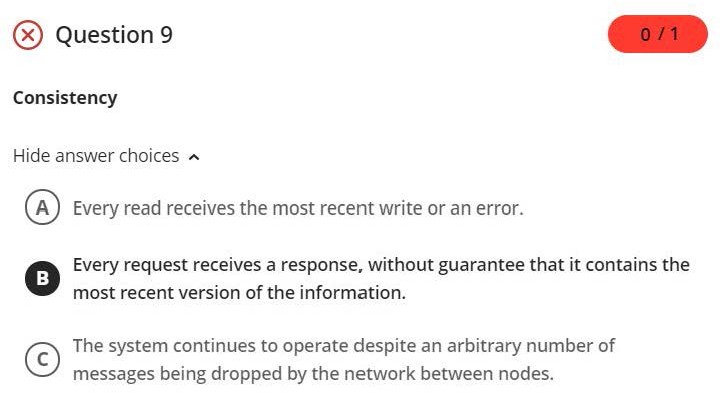 Question 9
0 / 1
Consistency
Hide answer choices
A Every read receives the most recent write or an error.
B Every request receives a response, without guarantee that it contains the
most recent version of the information.
C The system continues to operate despite an arbitrary number of
messages being dropped by the network between nodes.